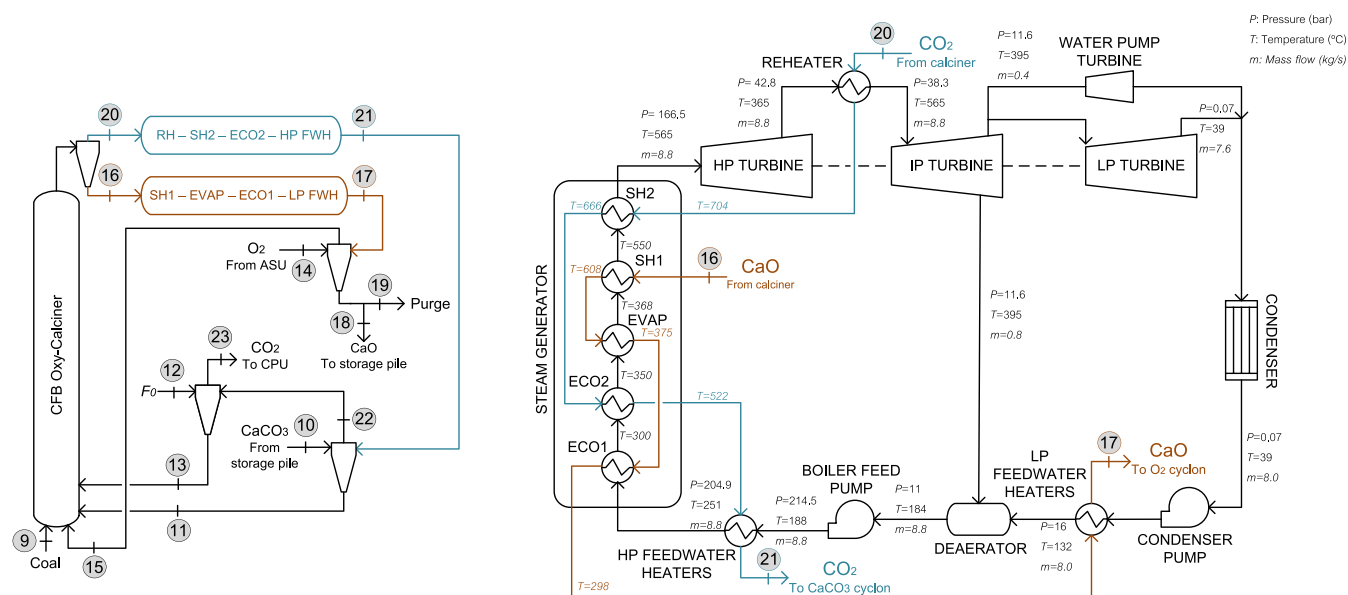 P: Pressure (bar)
T: Temperature (ºC)
m: Mass flow (kg/s)
20
RH – SH2 – ECO2 – HP FWH
21
16
SH1 – EVAP – ECO1 – LP FWH
17
CFB Oxy-Calciner
O2
From ASU
14
19
Purge
18
CaO
To storage pile
23
CO2
To CPU
12
F0
22
CaCO3
From
storage pile
10
13
11
9
Coal
15
20
CO2
From calciner
REHEATER
P= 42.8
T=365
m=8.8
P=38.3
T=565
m=8.8
P= 166.5
T=565
m=8.8
HP TURBINE
IP TURBINE
LP TURBINE
P=11.6
T=395
m=0.4
WATER PUMP
TURBINE
P=0.07
T=39
m=7.6
STEAM GENERATOR
SH2
T=666
T=704
T=550
SH1
T=608
16
CaO
From calciner
T=368
EVAP
T=375
T=350
ECO2
T=522
T=300
ECO1
T=298
P=11.6
T=395
m=0.8
CONDENSER
P=0,07
T=39
m=8.0
CONDENSER
PUMP
17
CaO
To O2 cyclon
LP
FEEDWATER
HEATERS
P=16
T=132
m=8.0
DEAERATOR
P=11
T=184
m=8.8
BOILER FEED
PUMP
P=214.5
T=188
m=8.8
P=204.9
T=251
m=8.8
HP FEEDWATER
HEATERS
21
CO2
To CaCO3 cyclon